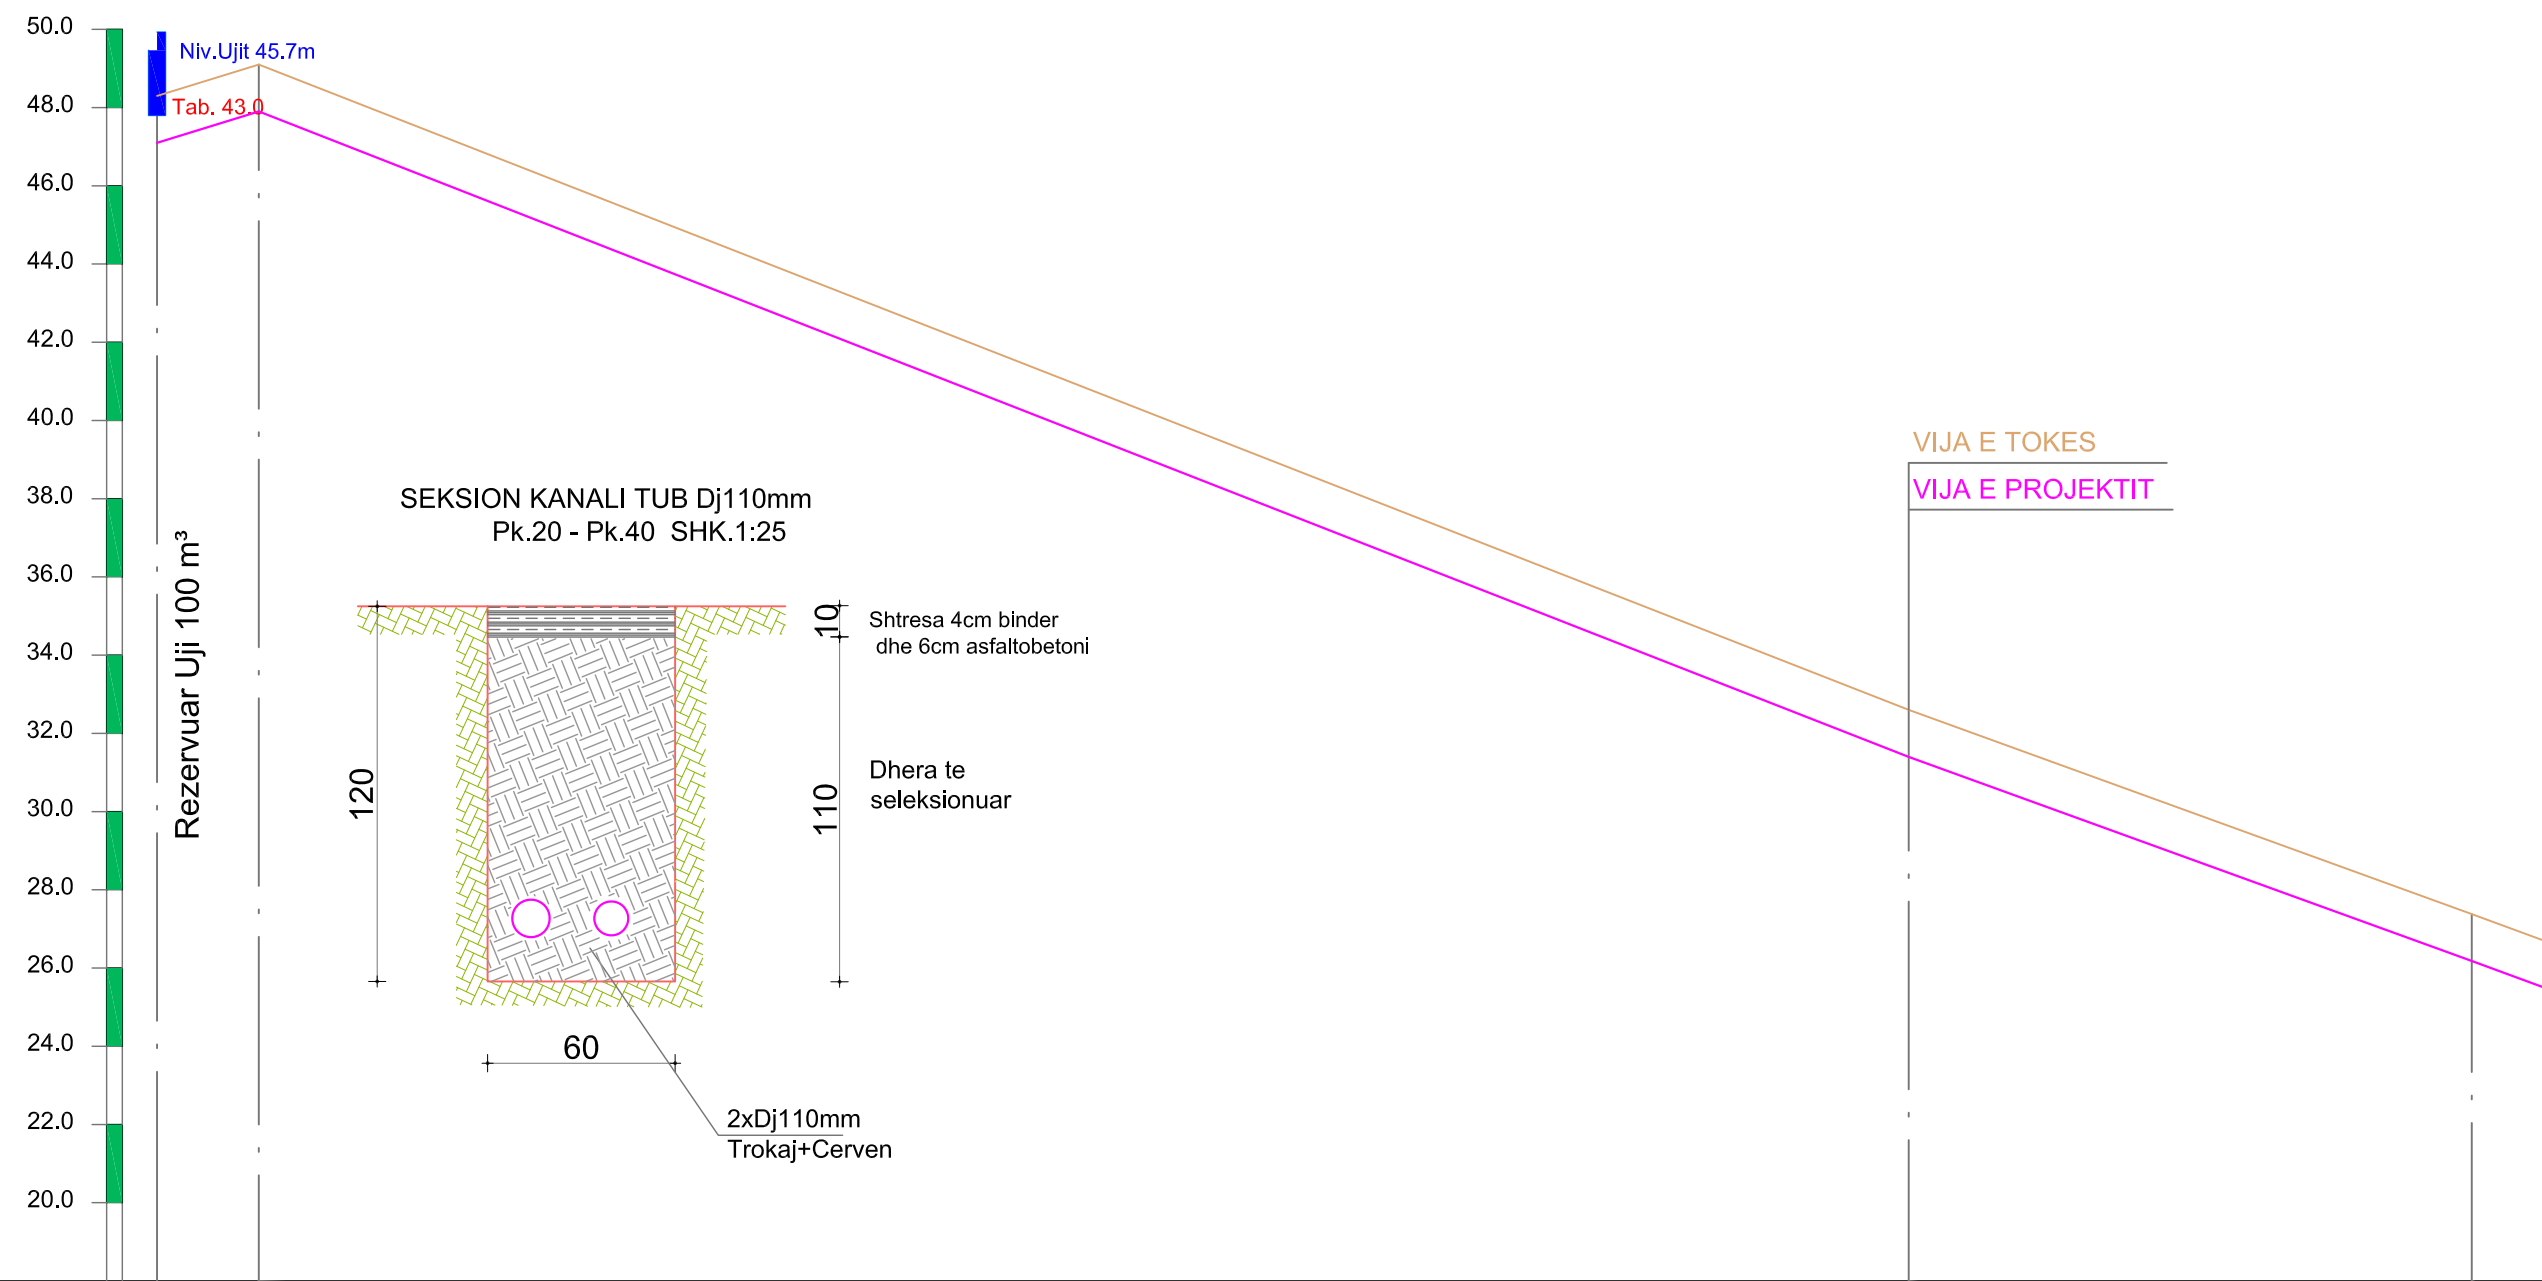 50.0
48.0
46.0
44.0
42.0
40.0
38.0
36.0
34.0
32.0
30.0
28.0
26.0
24.0
22.0
20.0
Niv.Ujit 45.7m
Tab. 43.0
Rezervuar Uji 100 m³
SEKSION KANALI TUB Dj110mm
Pk.20 - Pk.40 SHK.1:25
120
10
110
60
Shtresa 4cm binder
dhe 6cm asfaltobetoni
Dhera te
seleksionuar
2xDj110mm
Trokaj+Cerven
VIJA E TOKES
VIJA E PROJEKTIT